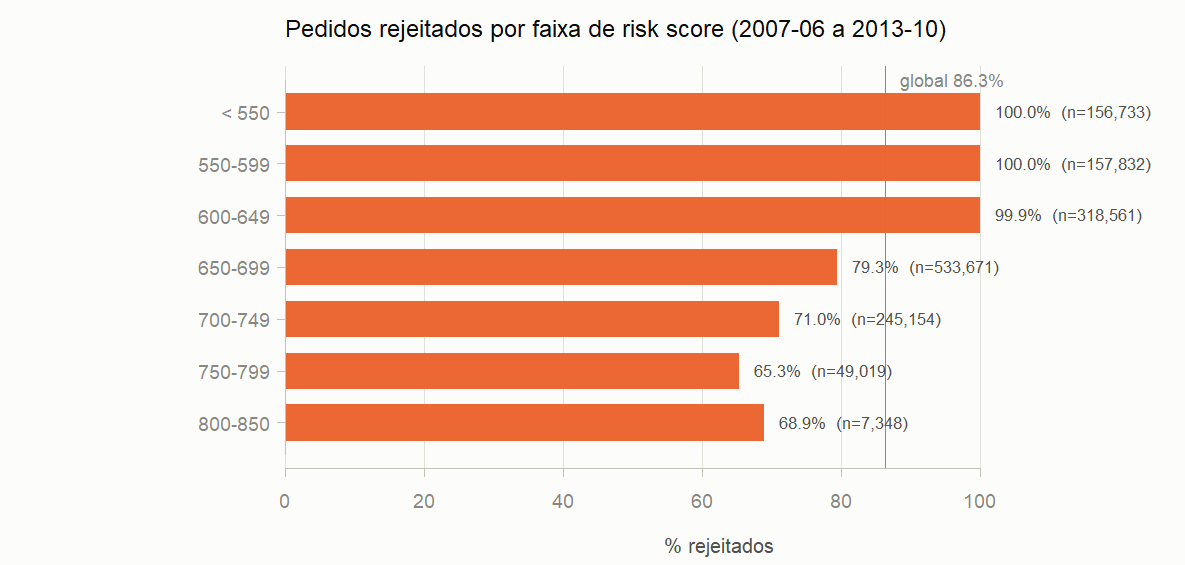 Pedidos rejeitados por faixa de risk score (2007-06 a 2013-10)
global 86.3%
< 550 100.0% (n=156,733)
550-599 100.0% (n=157,832)
600-649 99.9% (n=318,561)
650-699 79.3% (n=533,671)
700-749 71.0% (n=245,154)
750-799 65.3% (n=49,019)
800-850 68.9% (n=7,348)
0 20 40 60 80 100
% rejeitados